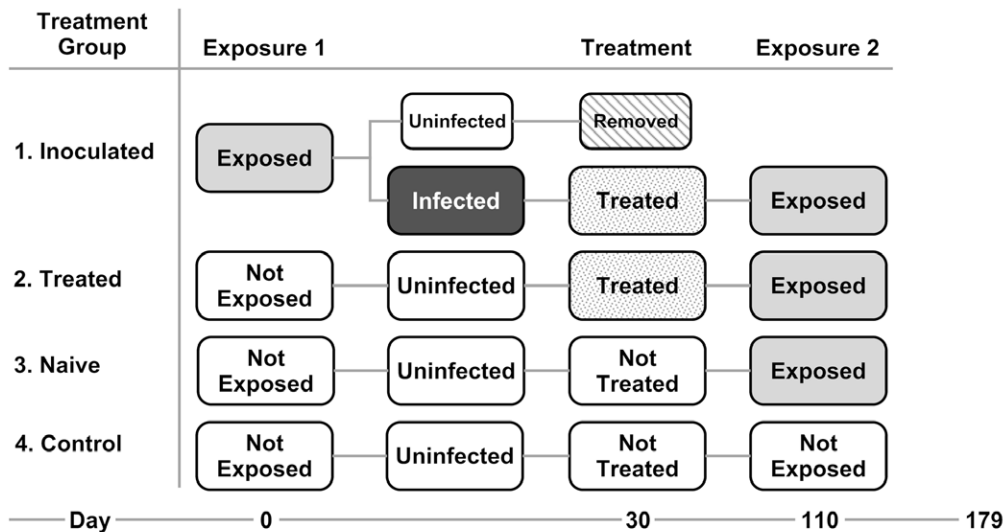 Treatment
Group
Exposure 1
Treatment
Exposure 2
1. Inoculated
Exposed
Uninfected
Removed
Infected
Treated
Exposed
2. Treated
Not
Exposed
Uninfected
Treated
Exposed
3. Naive
Not
Exposed
Uninfected
Not
Treated
Exposed
4. Control
Not
Exposed
Uninfected
Not
Treated
Not
Exposed
Day 0 30 110 179